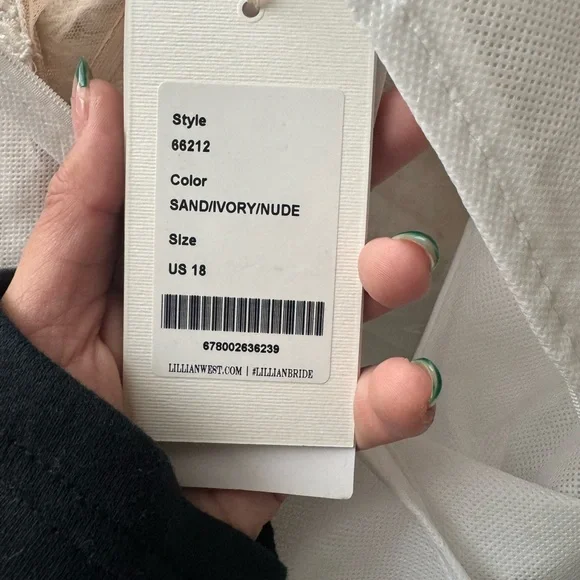 Style
66212
Color
SAND/IVORY/NUDE
Size
US 18
678002636239
LILLIANWEST.COM | #LILLIANBRIDE